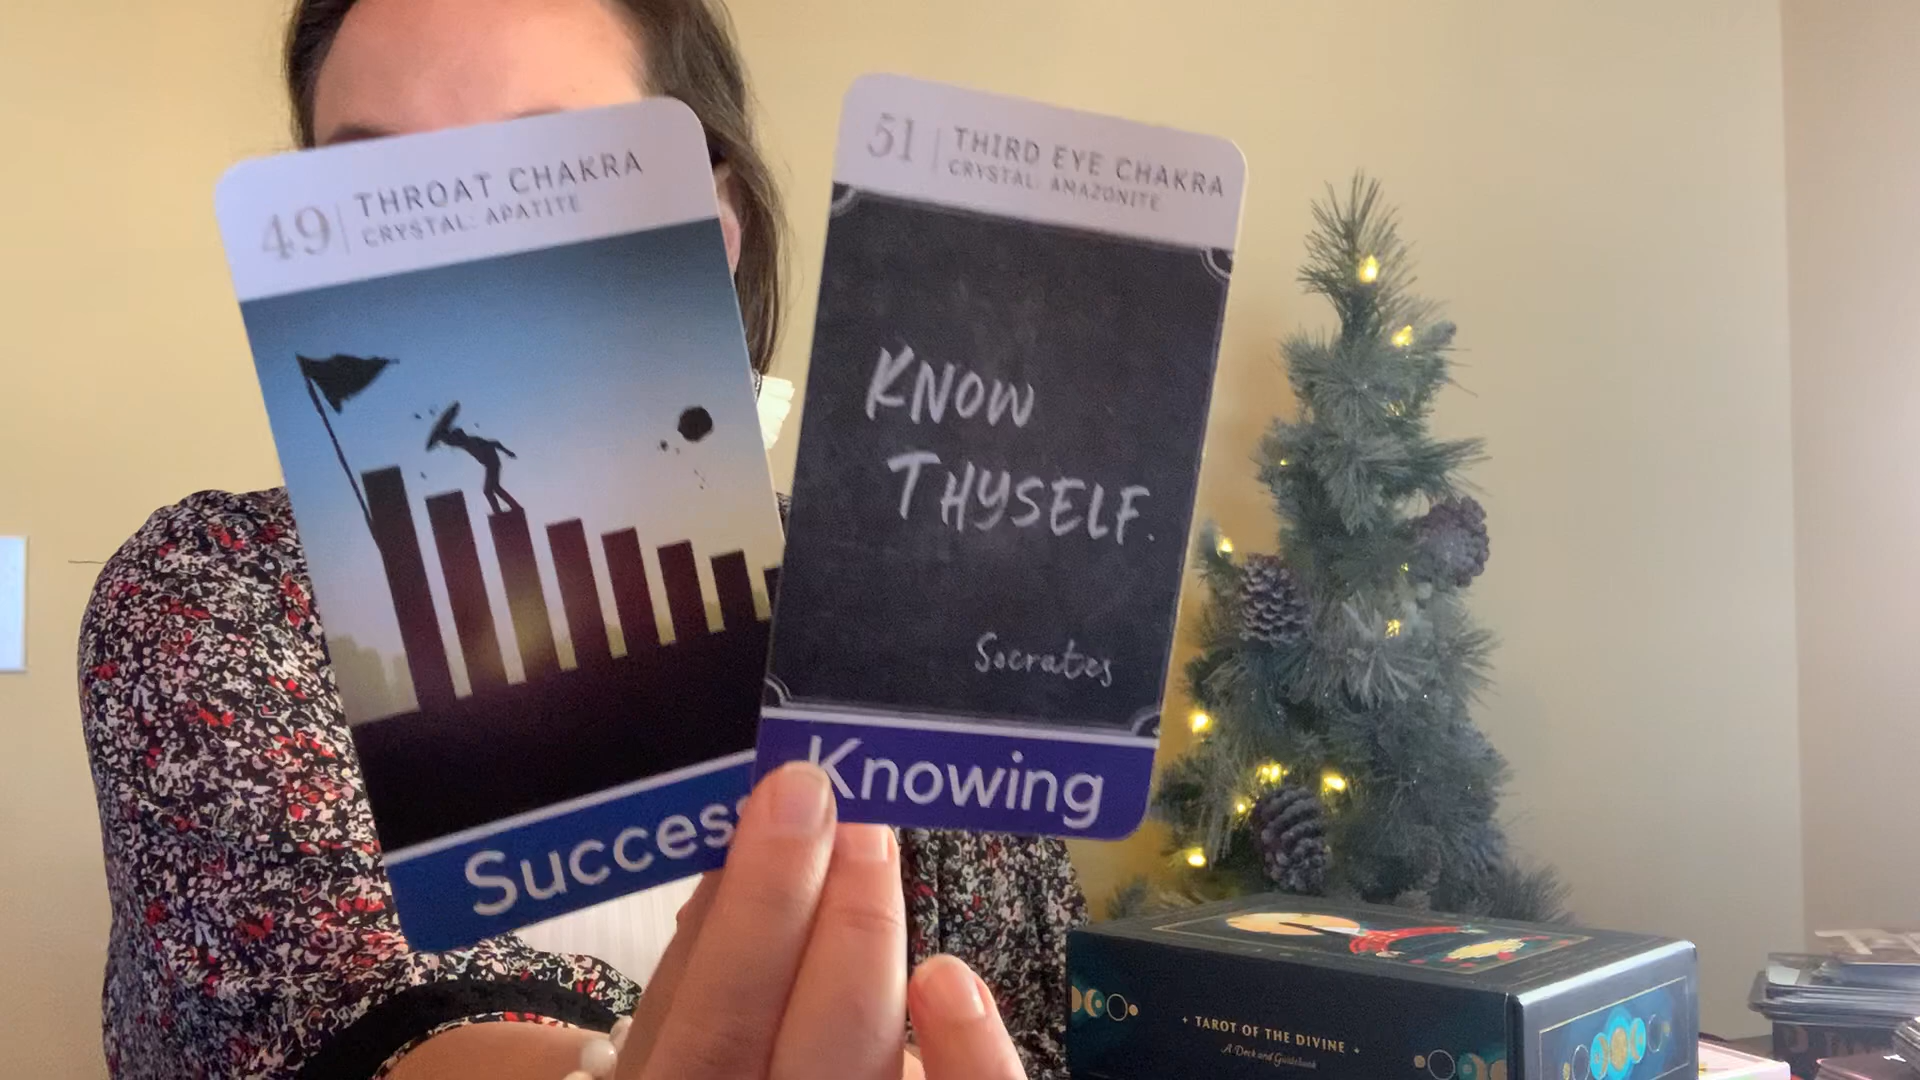 49 | THROAT CHAKRA
CRYSTAL: APATITE
Success
51 | THIRD EYE CHAKRA
CRYSTAL: AMAZONITE
KNOW
THYSELF.
Socrates
Knowing
TAROT OF THE DIVINE
A Deck and Guidebook